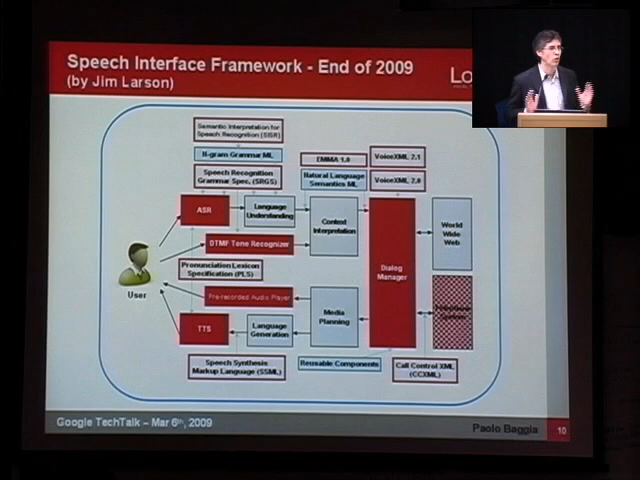 Speech Interface Framework - End of 2009
(by Jim Larson)
Lo
Semantic Interpretation for
Speech Recognition (SISR)
N-gram Grammar ML
Speech Recognition
Grammar Spec. (SRGS)
EMMA 1.0
Natural Language
Semantics ML
VoiceXML 2.1
VoiceXML 2.0
ASR
Language
Understanding
Context
Interpretation
DTMF Tone Recognizer
World
Wide
Web
User
Pronunciation Lexicon
Specification (PLS)
Dialog
Manager
Pre-recorded Audio Player
Media
Planning
TTS
Language
Generation
Speech Synthesis
Markup Language (SSML)
Reusable Components
Call Control XML
(CCXML)
Google TechTalk – Mar 6th, 2009
Paolo Baggia
10